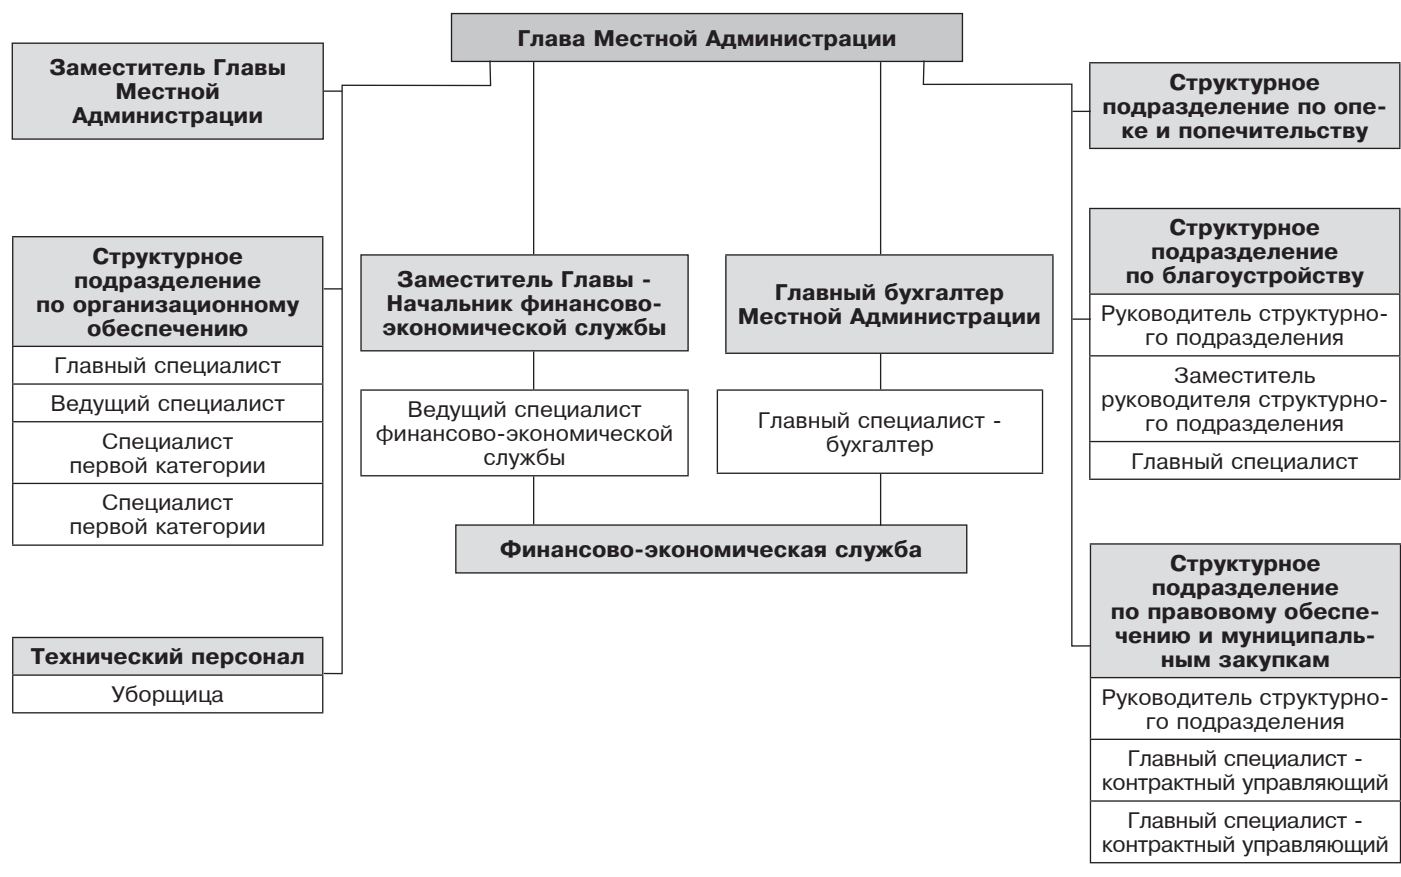 Глава Местной Администрации
Заместитель Главы
Местной
Администрации
Структурное
подразделение
по организационному
обеспечению
Главный специалист
Ведущий специалист
Специалист
первой категории
Специалист
первой категории
Технический персонал
Уборщица
Заместитель Главы -
Начальник финансово-
экономической службы
Ведущий специалист
финансово-экономической
службы
Главный бухгалтер
Местной Администрации
Главный специалист -
бухгалтер
Финансово-экономическая служба
Структурное
подразделение по опе-
ке и попечительству
Структурное
подразделение
по благоустройству
Руководитель структурно-
го подразделения
Заместитель
руководителя структурно-
го подразделения
Главный специалист
Структурное
подразделение
по правовому обеспе-
чению и муниципаль-
ным закупкам
Руководитель структурно-
го подразделения
Главный специалист -
контрактный управляющий
Главный специалист -
контрактный управляющий